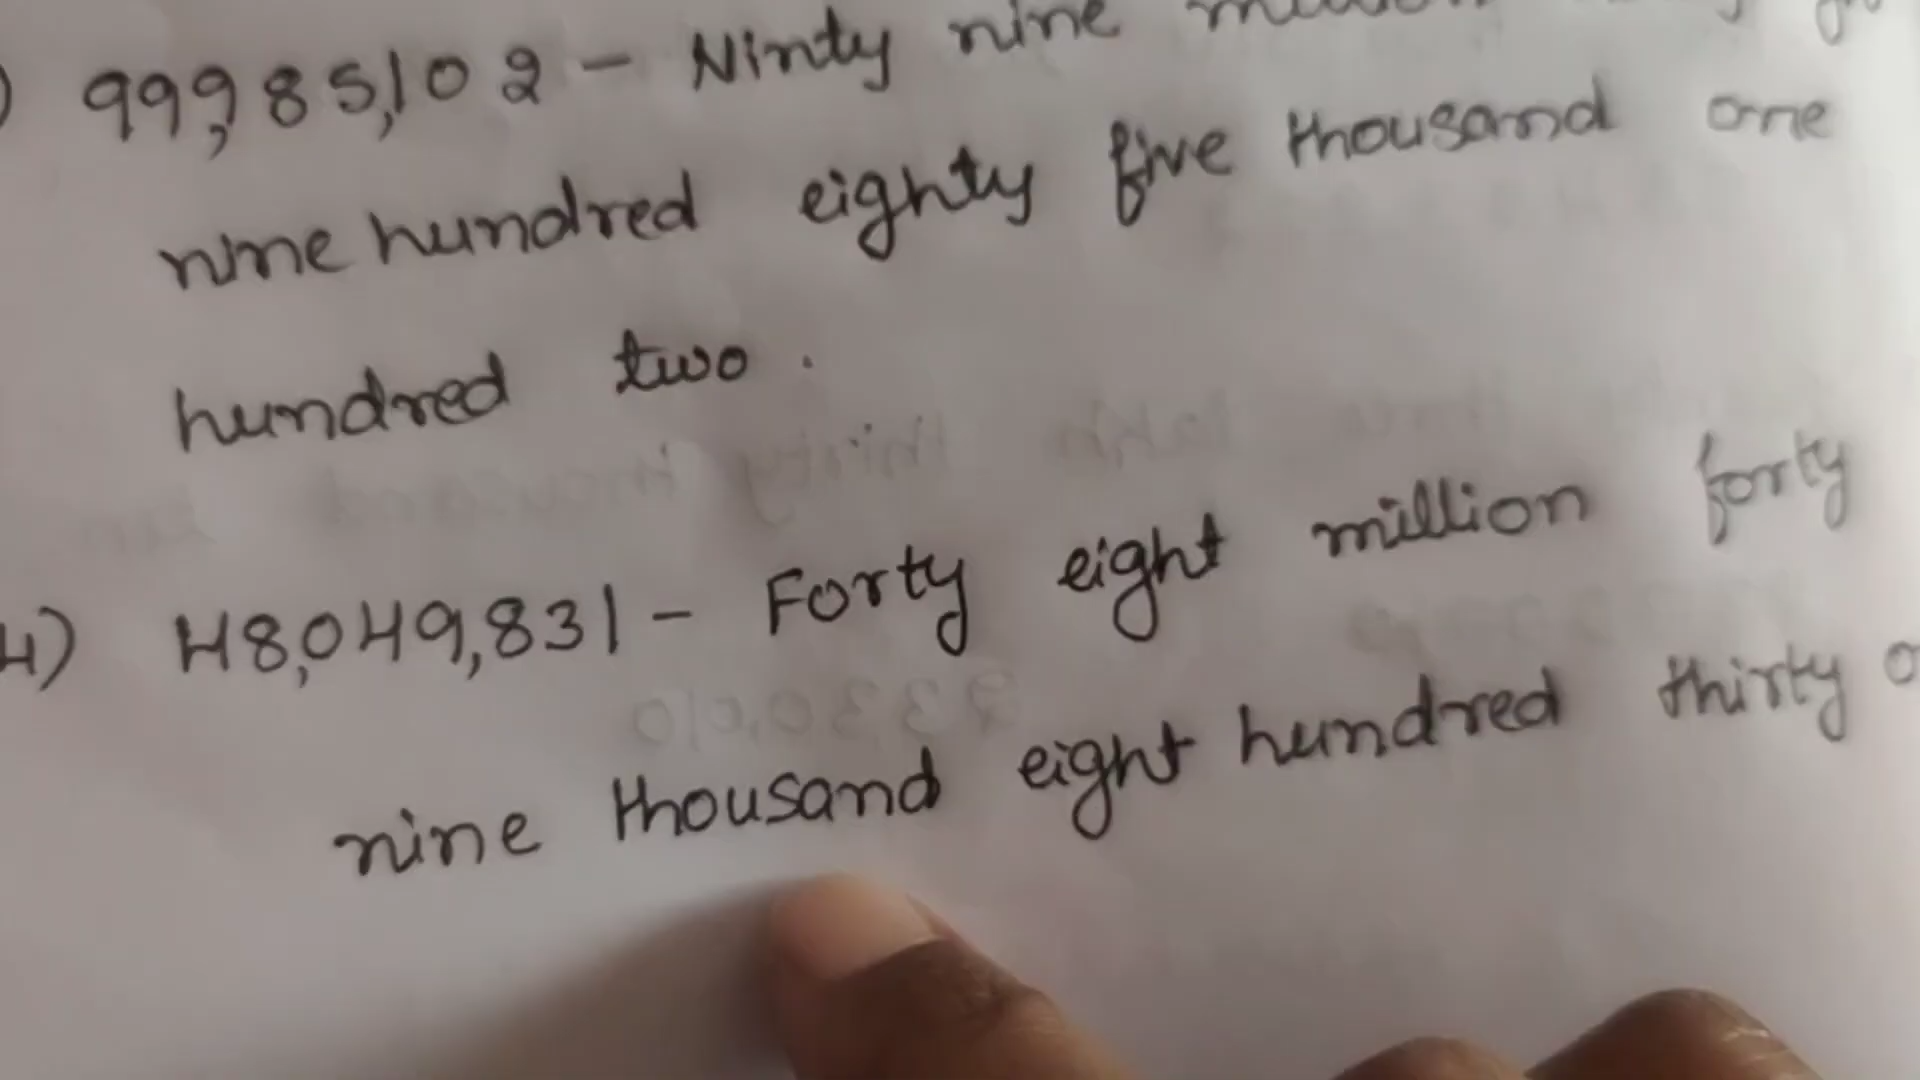 ) 99,985,102 - Ninty nine million
nine hundred eighty five thousand one
hundred two.
4) 48,049,831 - Forty eight million forty
nine thousand eight hundred thirty